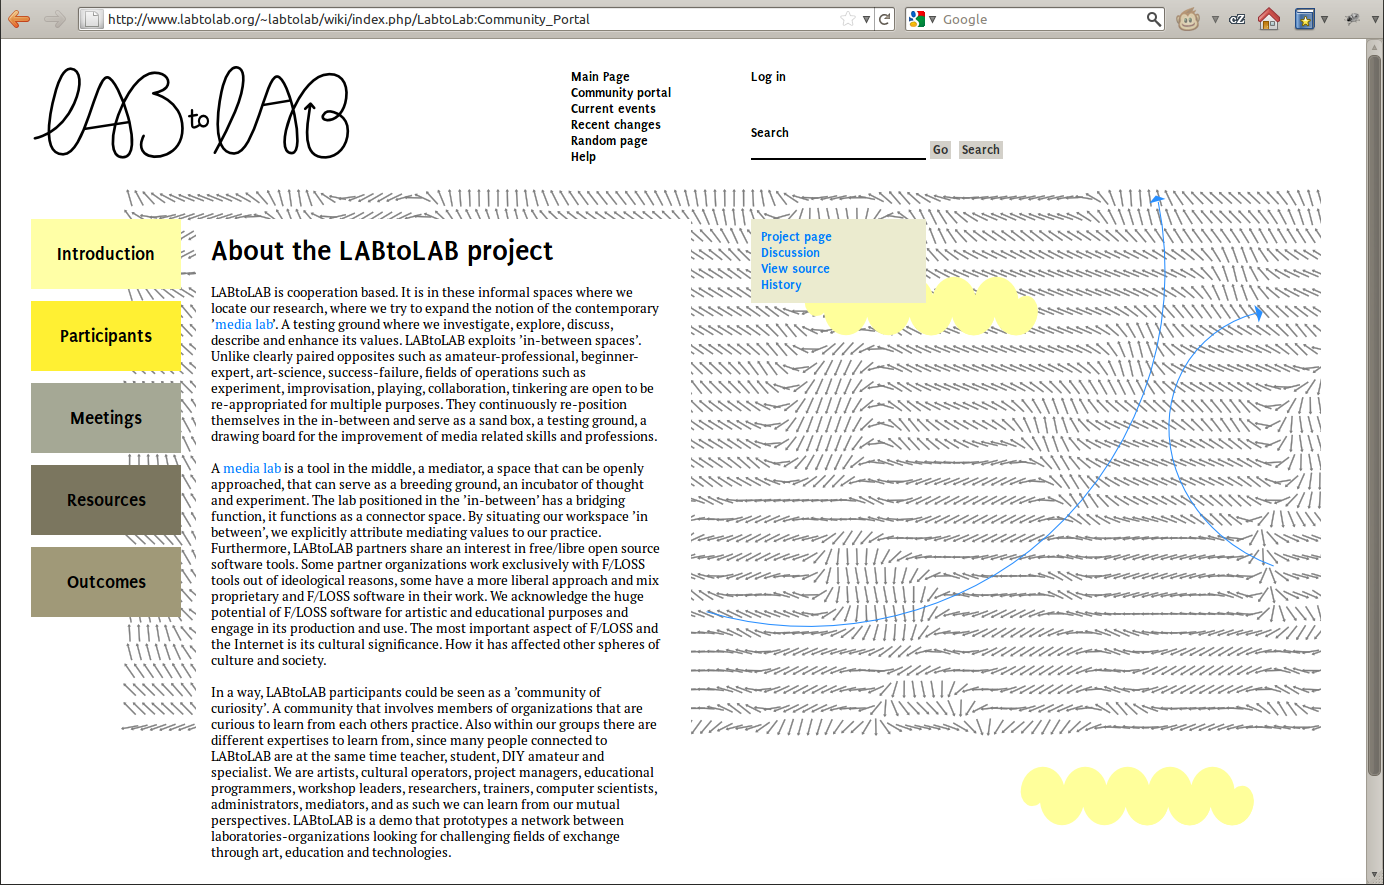 http://www.labtolab.org/~labtolab/wiki/index.php/LabtoLab:Community_Portal
Google
LAB to LAB
Main Page
Community portal
Current events
Recent changes
Random page
Help
Log in
Search
Go Search
Introduction
Participants
Meetings
Resources
Outcomes
About the LABtoLAB project
LABtoLAB is cooperation based. It is in these informal spaces where we
locate our research, where we try to expand the notion of the contemporary
’media lab’. A testing ground where we investigate, explore, discuss,
describe and enhance its values. LABtoLAB exploits ’in-between spaces’.
Unlike clearly paired opposites such as amateur-professional, beginner-
expert, art-science, success-failure, fields of operations such as
experiment, improvisation, playing, collaboration, tinkering are open to be
re-appropriated for multiple purposes. They continuously re-position
themselves in the in-between and serve as a sand box, a testing ground, a
drawing board for the improvement of media related skills and professions.
A media lab is a tool in the middle, a mediator, a space that can be openly
approached, that can serve as a breeding ground, an incubator of thought
and experiment. The lab positioned in the ’in-between’ has a bridging
function, it functions as a connector space. By situating our workspace ’in
between’, we explicitly attribute mediating values to our practice.
Furthermore, LABtoLAB partners share an interest in free/libre open source
software tools. Some partner organizations work exclusively with F/LOSS
tools out of ideological reasons, some have a more liberal approach and mix
proprietary and F/LOSS software in their work. We acknowledge the huge
potential of F/LOSS software for artistic and educational purposes and
engage in its production and use. The most important aspect of F/LOSS and
the Internet is its cultural significance. How it has affected other spheres of
culture and society.
In a way, LABtoLAB participants could be seen as a ’community of
curiosity’. A community that involves members of organizations that are
curious to learn from each others practice. Also within our groups there are
different expertises to learn from, since many people connected to
LABtoLAB are at the same time teacher, student, DIY amateur and
specialist. We are artists, cultural operators, project managers, educational
programmers, workshop leaders, researchers, trainers, computer scientists,
administrators, mediators, and as such we can learn from our mutual
perspectives. LABtoLAB is a demo that prototypes a network between
laboratories-organizations looking for challenging fields of exchange
through art, education and technologies.
Project page
Discussion
View source
History